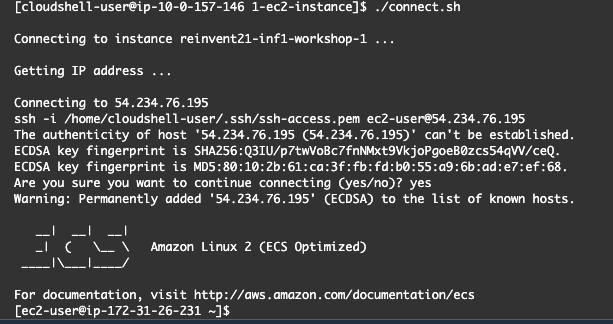 [cloudshell-user@ip-10-0-157-146 1-ec2-instance]$ ./connect.sh
Connecting to instance reinvent21-inf1-workshop-1 ...
Getting IP address ...
Connecting to 54.234.76.195
ssh -i /home/cloudshell-user/.ssh/ssh-access.pem ec2-user@54.234.76.195
The authenticity of host '54.234.76.195 (54.234.76.195)' can't be established.
ECDSA key fingerprint is SHA256:Q3IU/p7twVoBc7fnNMxt9VkjoPgoeB0zcs54qVV/ceQ.
ECDSA key fingerprint is MD5:80:10:2b:61:ca:3f:fb:fd:b0:55:a9:6b:ad:e7:ef:68.
Are you sure you want to continue connecting (yes/no)? yes
Warning: Permanently added '54.234.76.195' (ECDSA) to the list of known hosts.
   __|  __|  __|
   _|  (   \__ \   Amazon Linux 2 (ECS Optimized)
 ____|\___|____/
For documentation, visit http://aws.amazon.com/documentation/ecs
[ec2-user@ip-172-31-26-231 ~]$